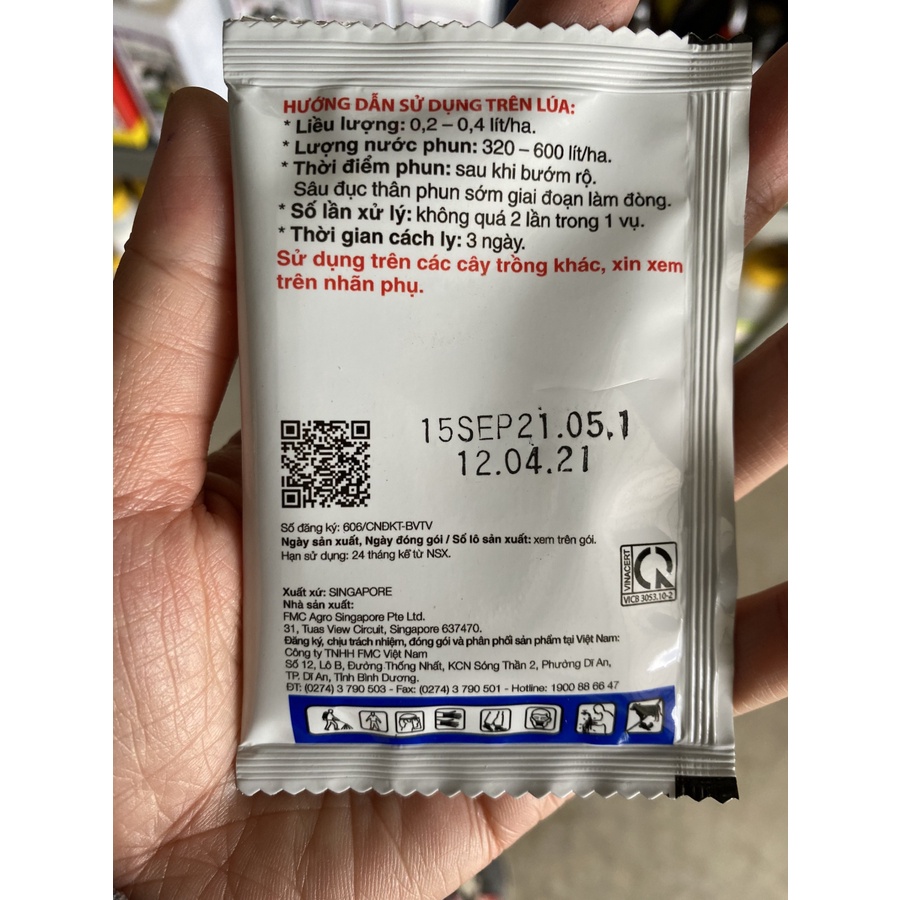 HƯỚNG DẪN SỬ DỤNG TRÊN LÚA:
* Liều lượng: 0,2 – 0,4 lít/ha.
* Lượng nước phun: 320 – 600 lít/ha.
* Thời điểm phun: sau khi bướm rộ.
Sâu đục thân phun sớm giai đoạn làm đòng.
* Số lần xử lý: không quá 2 lần trong 1 vụ.
* Thời gian cách ly: 3 ngày.
Sử dụng trên các cây trồng khác, xin xem
trên nhãn phụ.
15SEP21.05.1
12.04.21
Số đăng ký: 606/CNĐKT-BVTV
Ngày sản xuất, Ngày đóng gói / Số lô sản xuất: xem trên gói.
Hạn sử dụng: 24 tháng kể từ NSX.
VINACERT
VICB 3053.10-2
Xuất xứ: SINGAPORE
Nhà sản xuất:
FMC Agro Singapore Pte Ltd.
31, Tuas View Circuit, Singapore 637470.
Đăng ký, chịu trách nhiệm, đóng gói và phân phối sản phẩm tại Việt Nam:
Công ty TNHH FMC Việt Nam
Số 12, Lô B, Đường Thống Nhất, KCN Sóng Thần 2, Phường Dĩ An,
TP. Dĩ An, Tỉnh Bình Dương.
ĐT: (0274) 3 790 503 - Fax: (0274) 3 790 501 - Hotline: 1900 88 66 47